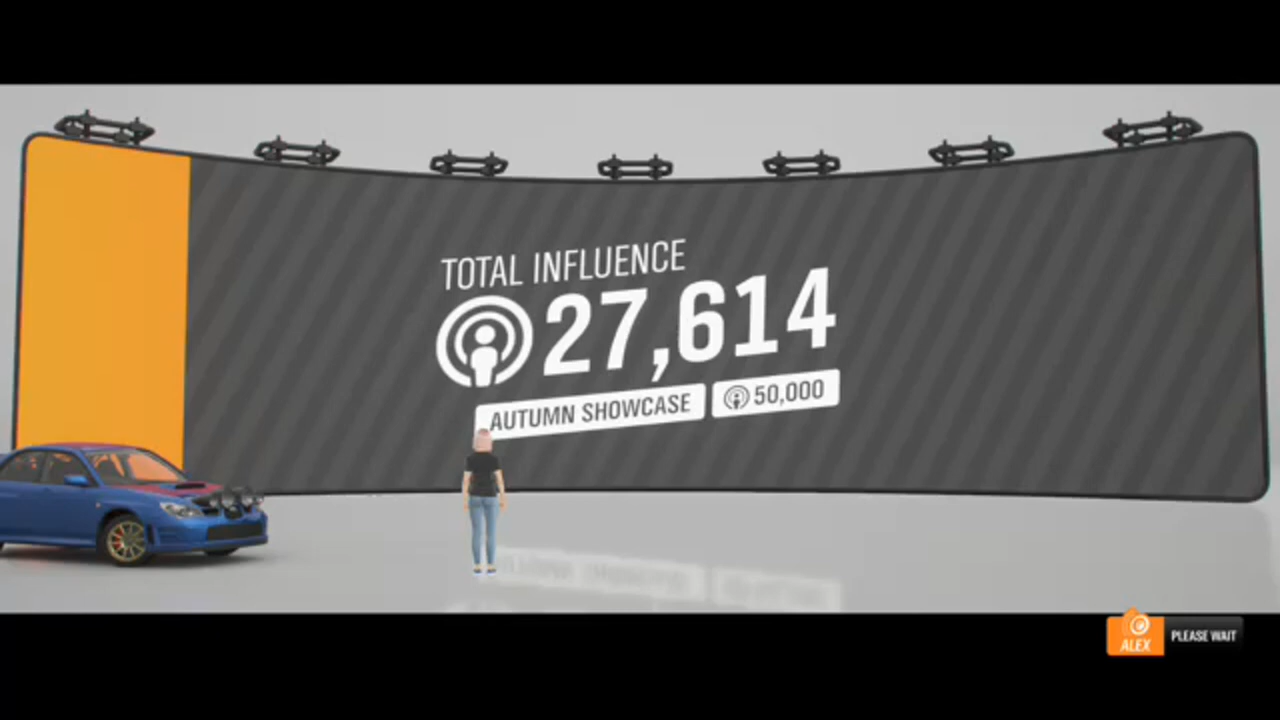 TOTAL INFLUENCE
27,614
AUTUMN SHOWCASE 50,000
ALEX PLEASE WAIT